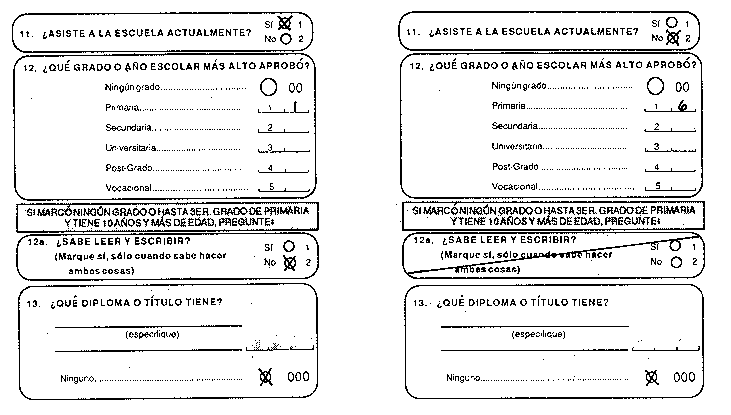 11. ¿ASISTE A LA ESCUELA ACTUALMENTE? Sí 1
No 2
12. ¿QUÉ GRADO O AÑO ESCOLAR MÁS ALTO APROBÓ?
Ningún grado 00
Primaria 1 1
Secundaria 2
Universitaria 3
Post-Grado 4
Vocacional 5
SI MARCÓ NINGÚN GRADO O HASTA 3ER. GRADO DE PRIMARIA
Y TIENE 10 AÑOS Y MÁS DE EDAD, PREGUNTE:
12a. ¿SABE LEER Y ESCRIBIR? Sí 1
(Marque sí, sólo cuando sabe hacer No 2
ambas cosas)
13. ¿QUÉ DIPLOMA O TÍTULO TIENE?
(especifique)
Ninguno 000
11. ¿ASISTE A LA ESCUELA ACTUALMENTE? Sí 1
No 2
12. ¿QUÉ GRADO O AÑO ESCOLAR MÁS ALTO APROBÓ?
Ningún grado 00
Primaria 1 6
Secundaria 2
Universitaria 3
Post-Grado 4
Vocacional 5
SI MARCÓ NINGÚN GRADO O HASTA 3ER. GRADO DE PRIMARIA
Y TIENE 10 AÑOS Y MÁS DE EDAD, PREGUNTE:
12a. ¿SABE LEER Y ESCRIBIR? Sí 1
(Marque sí, sólo cuando sabe hacer No 2
ambas cosas)
13. ¿QUÉ DIPLOMA O TÍTULO TIENE?
(especifique)
Ninguno 000